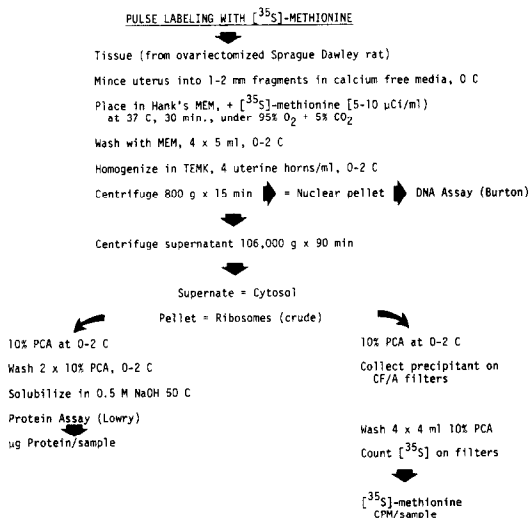 PULSE LABELING WITH [35S]-METHIONINE
Tissue (from ovariectomized Sprague Dawley rat)
Mince uterus into 1-2 mm fragments in calcium free media, 0 C
Place in Hank's MEM, + [35S]-methionine [5-10 µCi/ml)
at 37 C, 30 min., under 95% O2 + 5% CO2
Wash with MEM, 4 x 5 ml, 0-2 C
Homogenize in TEMK, 4 uterine horns/ml, 0-2 C
Centrifuge 800 g x 15 min = Nuclear pellet DNA Assay (Burton)
Centrifuge supernatant 106,000 g x 90 min
Supernate = Cytosol
Pellet = Ribosomes (crude)
10% PCA at 0-2 C
Wash 2 x 10% PCA, 0-2 C
Solubilize in 0.5 M NaOH 50 C
Protein Assay (Lowry)
µg Protein/sample
10% PCA at 0-2 C
Collect precipitant on
CF/A filters
Wash 4 x 4 ml 10% PCA
Count [35S] on filters
[35S]-methionine
CPM/sample